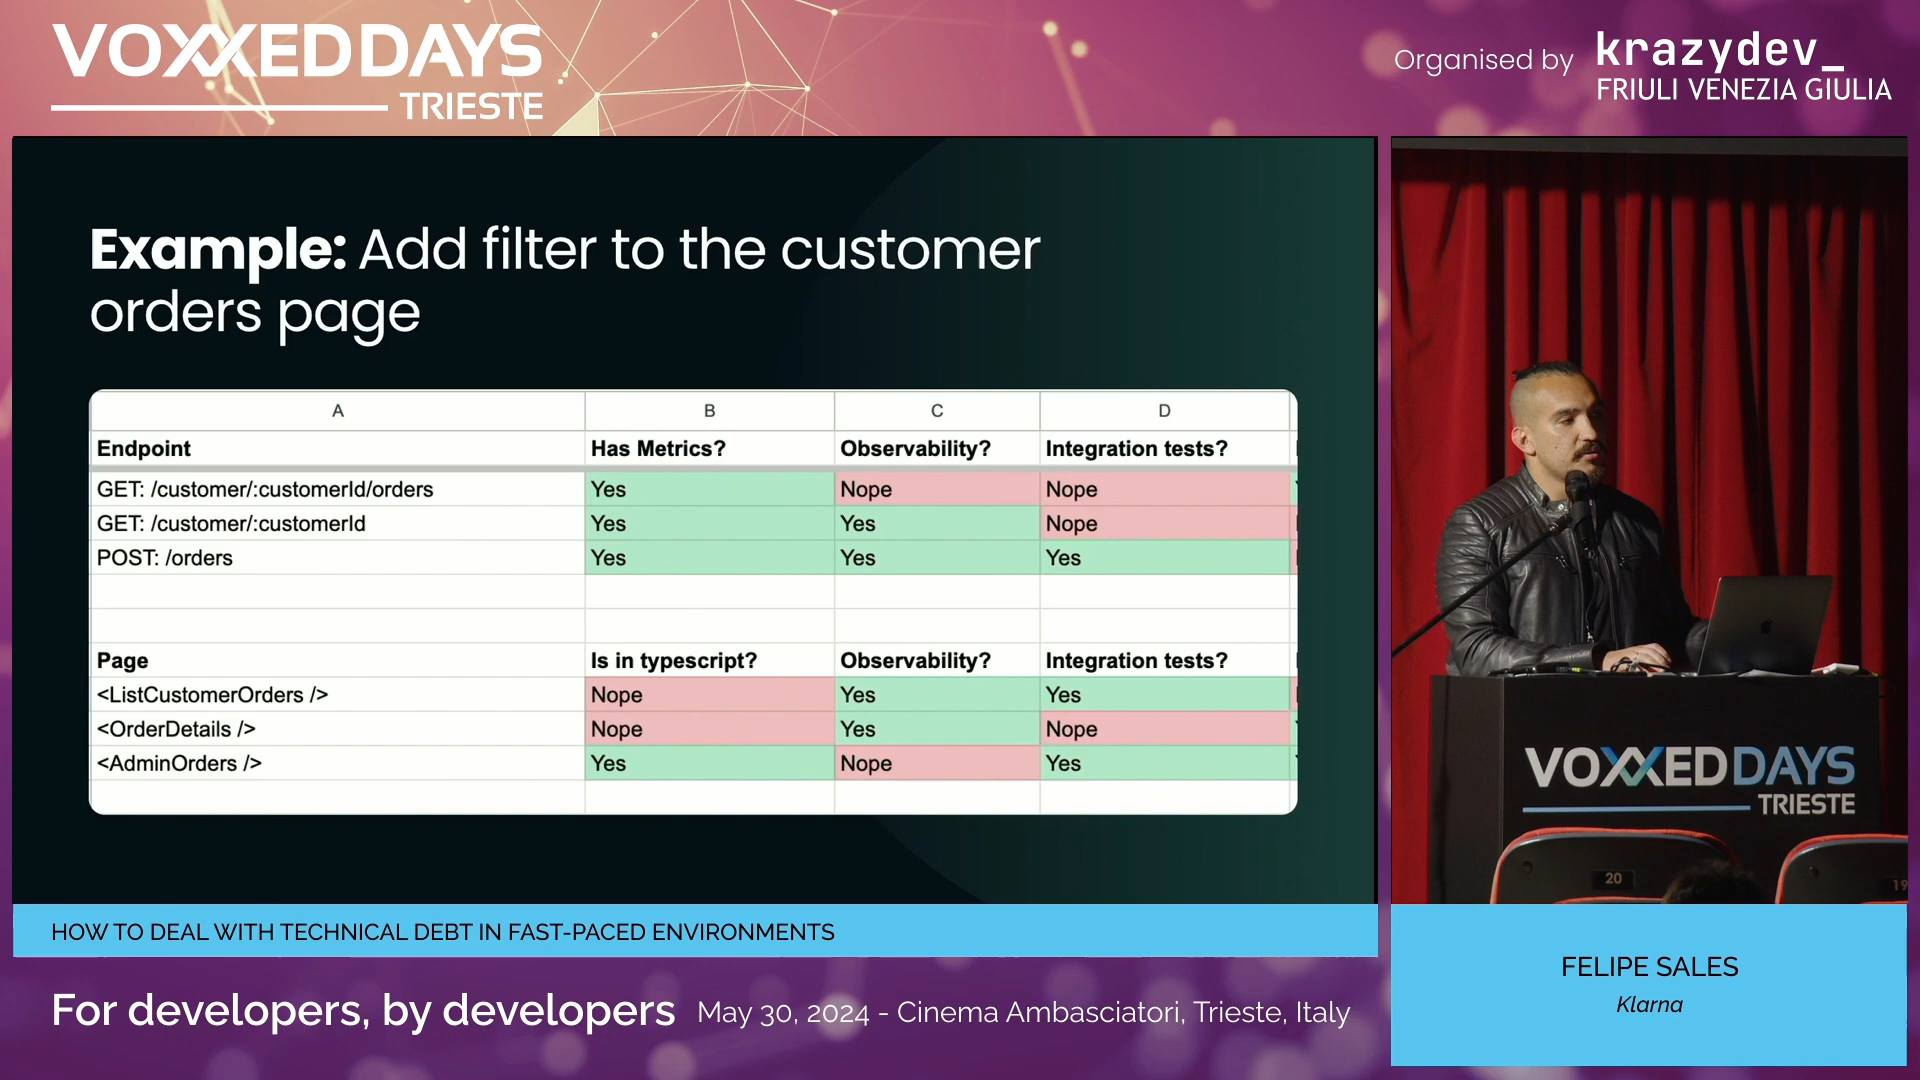 VOXXEDDAYS
TRIESTE
Organised by krazydev_
FRIULI VENEZIA GIULIA
Example: Add filter to the customer
orders page
A B C D
Endpoint Has Metrics? Observability? Integration tests?
GET: /customer/:customerId/orders Yes Nope Nope
GET: /customer/:customerId Yes Yes Nope
POST: /orders Yes Yes Yes
Page Is in typescript? Observability? Integration tests?
<ListCustomerOrders /> Nope Yes Yes
<OrderDetails /> Nope Yes Nope
<AdminOrders /> Yes Nope Yes
VOXXEDDAYS
TRIESTE
20
19
HOW TO DEAL WITH TECHNICAL DEBT IN FAST-PACED ENVIRONMENTS
FELIPE SALES
Klarna
For developers, by developers May 30, 2024 - Cinema Ambasciatori, Trieste, Italy